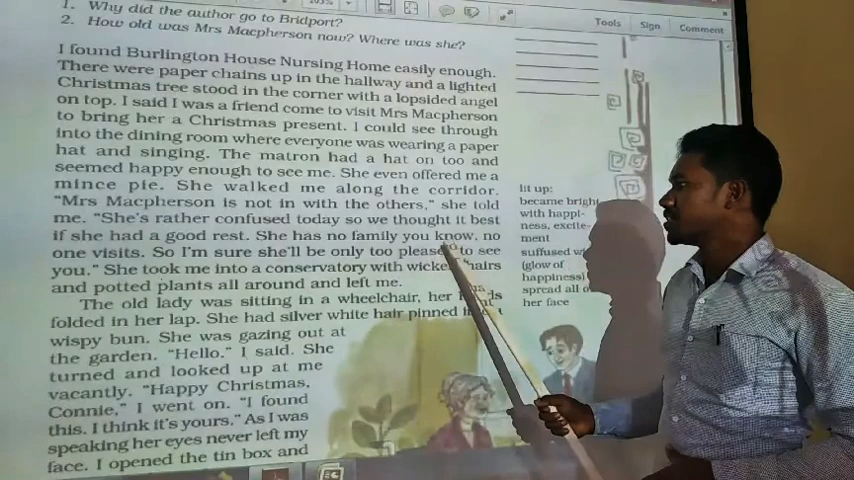 1. Why did the author go to Bridport?
2. How old was Mrs Macpherson now? Where was she?
Tools Sign Comment
I found Burlington House Nursing Home easily enough.
There were paper chains up in the hallway and a lighted
Christmas tree stood in the corner with a lopsided angel
on top. I said I was a friend come to visit Mrs Macpherson
to bring her a Christmas present. I could see through
into the dining room where everyone was wearing a paper
hat and singing. The matron had a hat on too and
seemed happy enough to see me. She even offered me a
mince pie. She walked me along the corridor.
"Mrs Macpherson is not in with the others," she told
me. "She's rather confused today so we thought it best
if she had a good rest. She has no family you know, no
one visits. So I'm sure she'll be only too pleased to see
you." She took me into a conservatory with wicker chairs
and potted plants all around and left me.
The old lady was sitting in a wheelchair, her
folded in her lap. She had silver white hair pinned
wispy bun. She was gazing out at
the garden. "Hello," I said. She
turned and looked up at me
vacantly. "Happy Christmas,
Connie," I went on. "I found
this. I think it's yours." As I was
speaking her eyes never left my
face. I opened the tin box and
lit up:
became bright
with happi-
ness, excite-
ment
suffused
(glow of
happiness)
spread all
her face